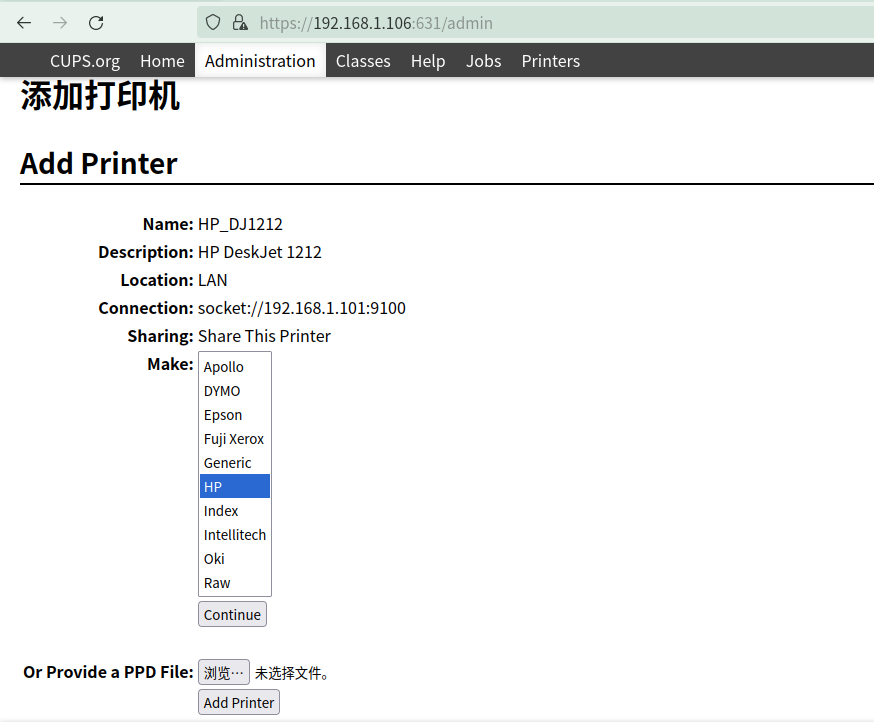 https://192.168.1.106:631/admin
CUPS.org Home Administration Classes Help Jobs Printers
添加打印机
Add Printer
Name: HP_DJ1212
Description: HP DeskJet 1212
Location: LAN
Connection: socket://192.168.1.101:9100
Sharing: Share This Printer
Make:
Apollo
DYMO
Epson
Fuji Xerox
Generic
HP
Index
Intellitech
Oki
Raw
Continue
Or Provide a PPD File: 浏览… 未选择文件。
Add Printer